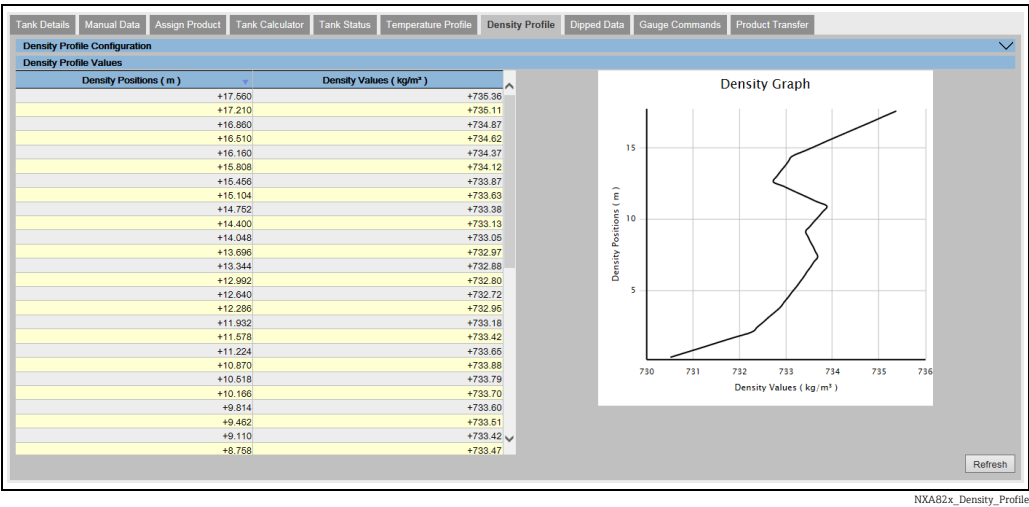 Tank Details Manual Data Assign Product Tank Calculator Tank Status Temperature Profile Density Profile Dipped Data Gauge Commands Product Transfer
Density Profile Configuration
Density Profile Values
Density Positions ( m ) Density Values ( kg/m³ )
+17.560 +735.36
+17.210 +735.11
+16.860 +734.87
+16.510 +734.62
+16.160 +734.37
+15.808 +734.12
+15.456 +733.87
+15.104 +733.63
+14.752 +733.38
+14.400 +733.13
+14.048 +733.05
+13.696 +732.97
+13.344 +732.88
+12.992 +732.80
+12.640 +732.72
+12.286 +732.95
+11.932 +733.18
+11.578 +733.42
+11.224 +733.65
+10.870 +733.88
+10.518 +733.79
+10.166 +733.70
+9.814 +733.60
+9.462 +733.51
+9.110 +733.42
+8.758 +733.47
Density Graph
Density Positions ( m )
15
10
5
730 731 732 733 734 735 736
Density Values ( kg/m³ )
Refresh
NXA82x_Density_Profile